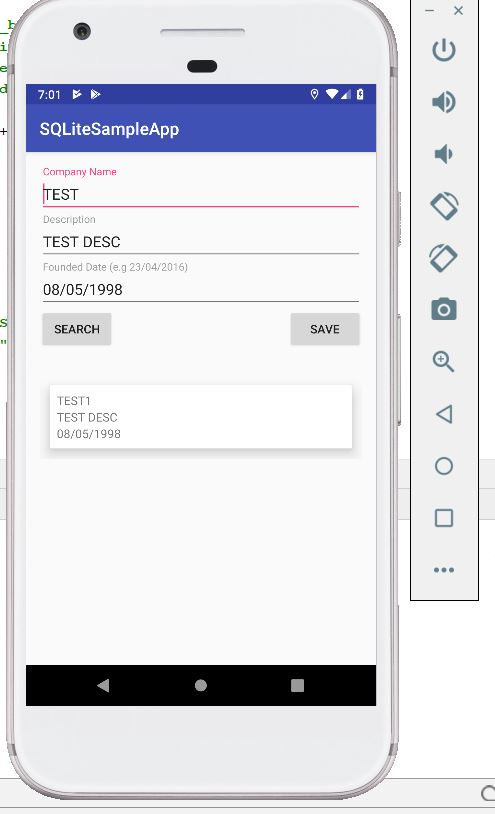 7:01
SQLiteSampleApp
Company Name
TEST
Description
TEST DESC
Founded Date (e.g 23/04/2016)
08/05/1998
SEARCH
SAVE
TEST1
TEST DESC
08/05/1998